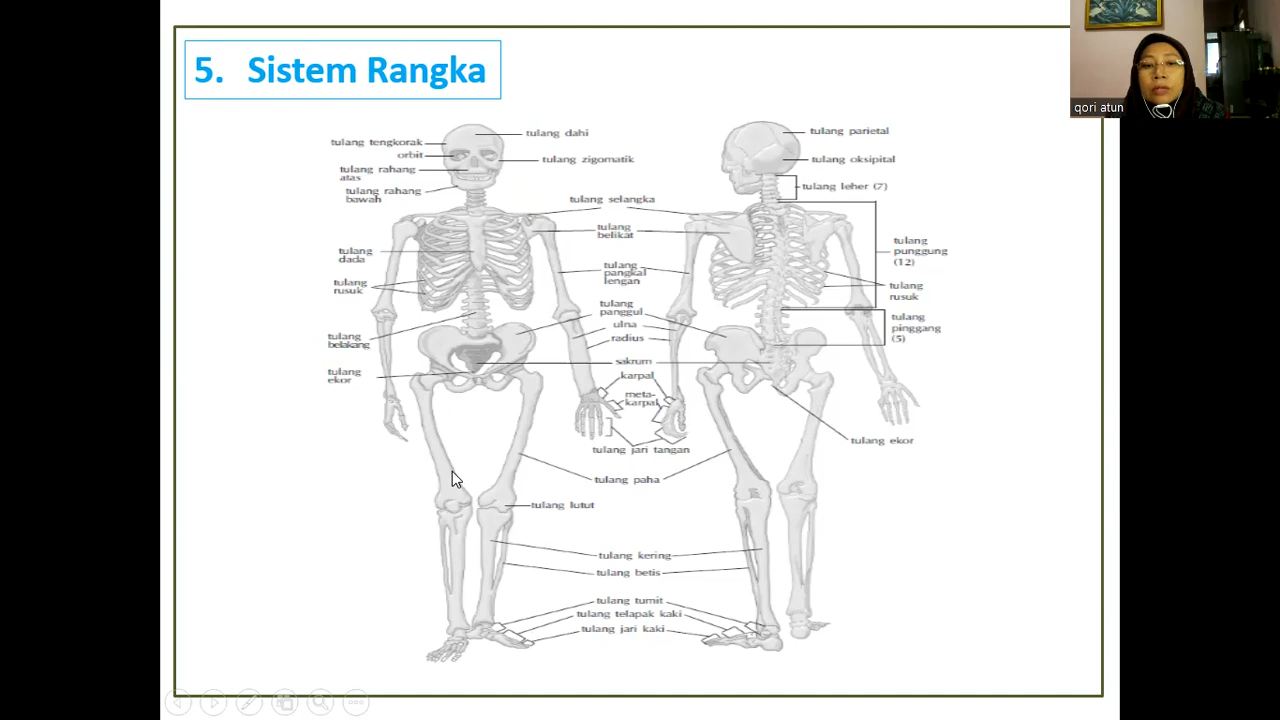 5. Sistem Rangka
qori atun
tulang tengkorak
orbit
tulang rahang
atas
tulang rahang
bawah
tulang dahi
tulang zigomatik
tulang selangka
tulang
belikat
tulang
dada
tulang
rusuk
tulang
belakang
tulang
ekor
tulang
pangkal
lengan
tulang
panggul
ulna
radius
sakrum
karpal
meta-
karpal
tulang jari tangan
tulang paha
tulang lutut
tulang kering
tulang betis
tulang tumit
tulang telapak kaki
tulang jari kaki
tulang parietal
tulang oksipital
tulang leher (7)
tulang
punggung
(12)
tulang
rusuk
tulang
pinggang
(5)
tulang ekor